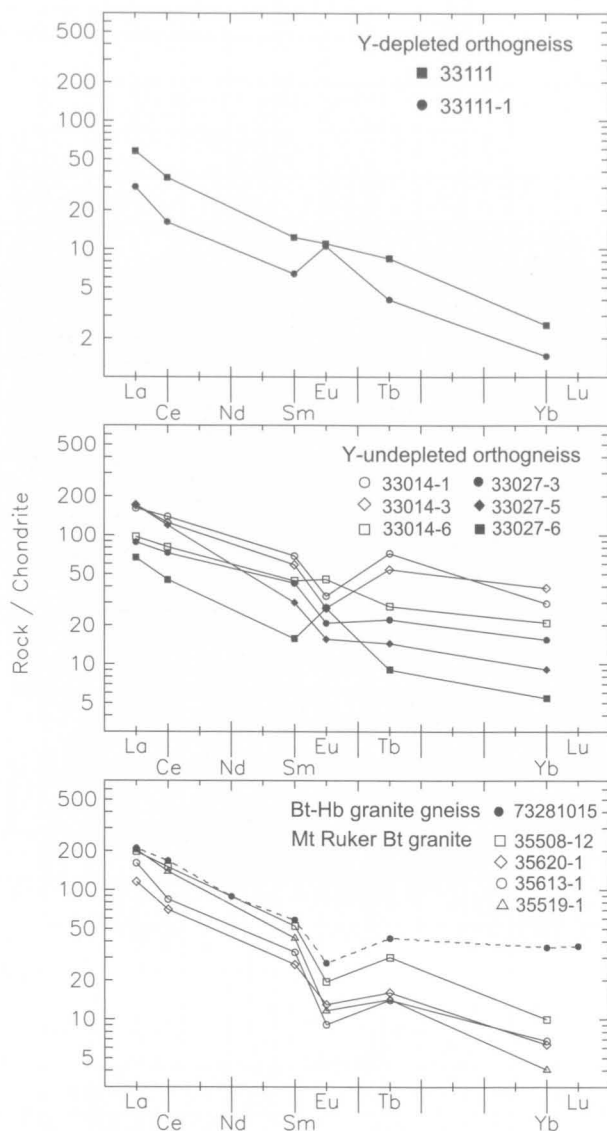 500
Y-depleted orthogneiss
33111
100
33111-1
50
10
5
2
La Eu Tb Lu
Ce Nd Sm Yb
500
Y-undepleted orthogneiss
33014-1 33027-3
200
33014-3 33027-5
100
33014-6 33027-6
50
20
10
5
Rock / Chondrite
La Eu Tb Lu
Ce Nd Sm Yb
500
Bt-Hb granite gneiss 73281015
Mt Ruker Bt granite 35508-12
200
35620-1
100
35613-1
50
35519-1
20
10
5
La Eu Tb Lu
Ce Nd Sm Yb